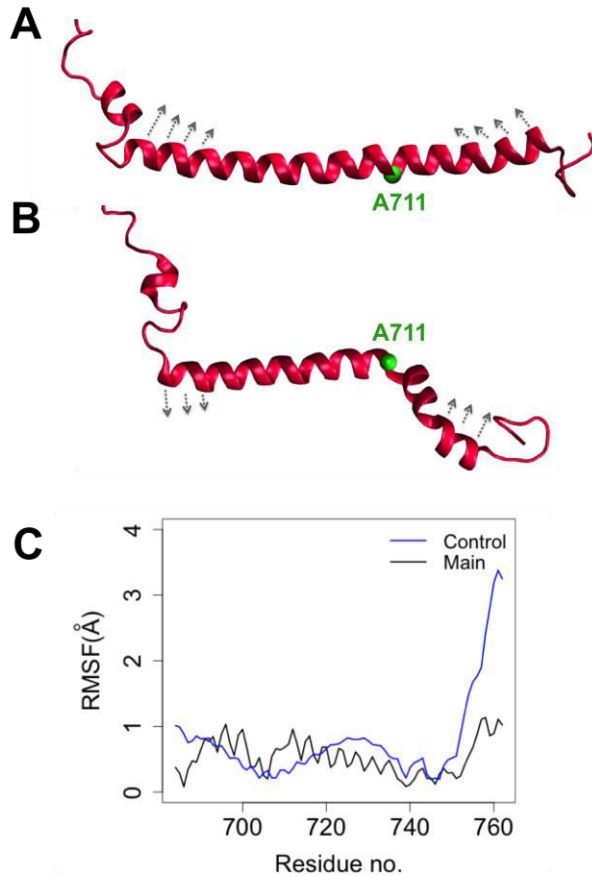 A
A711
B
A711
C
Control
Main
RMSF(Å)
4
3
2
1
0
700
720
740
760
Residue no.